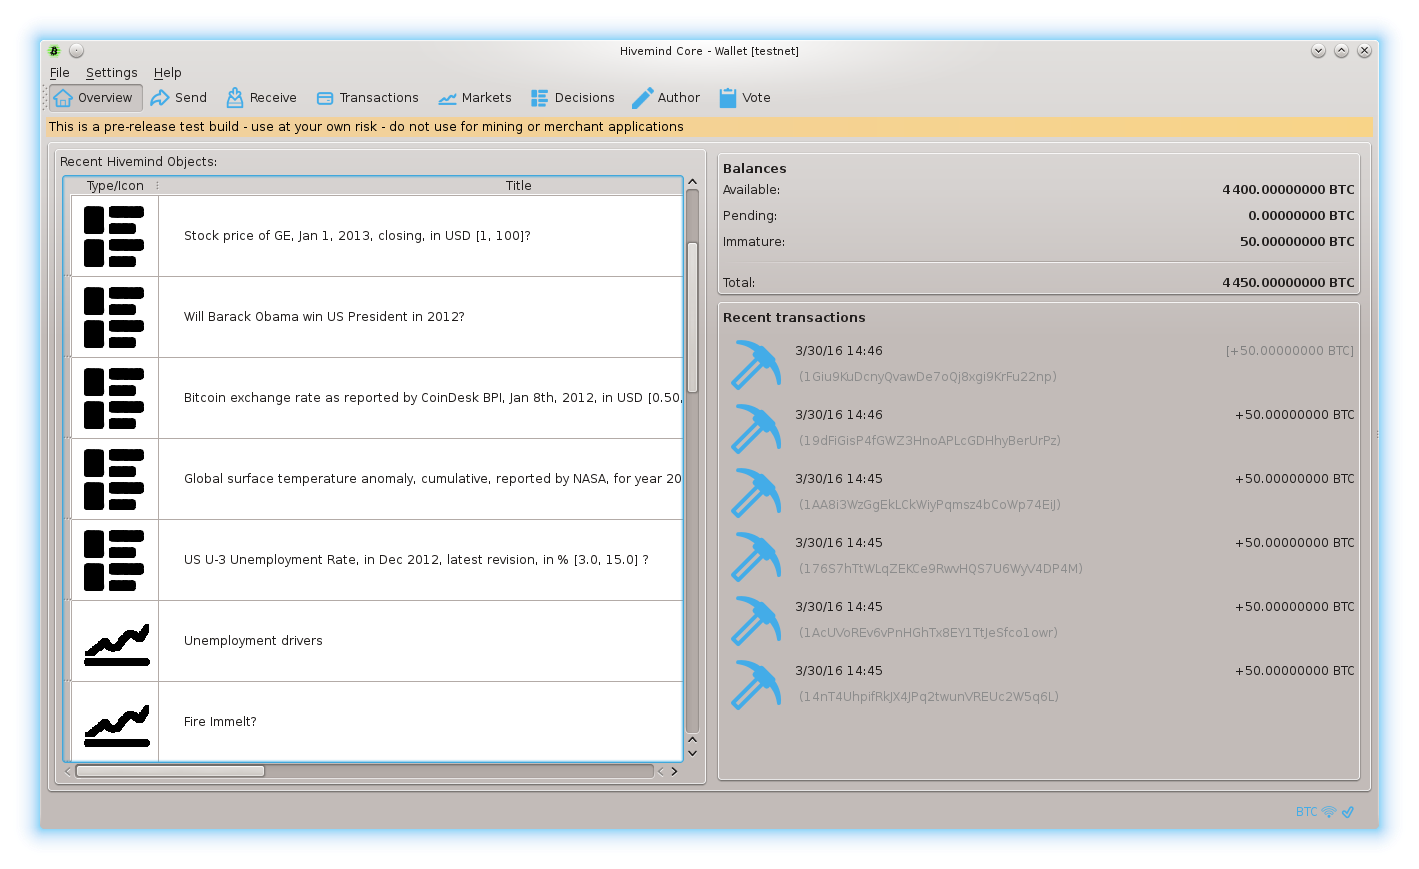 Hivemind Core - Wallet [testnet]
File Settings Help
Overview Send Receive Transactions Markets Decisions Author Vote
This is a pre-release test build - use at your own risk - do not use for mining or merchant applications
Recent Hivemind Objects:
Type/Icon Title
Stock price of GE, Jan 1, 2013, closing, in USD [1, 100]?
Will Barack Obama win US President in 2012?
Bitcoin exchange rate as reported by CoinDesk BPI, Jan 8th, 2012, in USD [0.50,
Global surface temperature anomaly, cumulative, reported by NASA, for year 20
US U-3 Unemployment Rate, in Dec 2012, latest revision, in % [3.0, 15.0] ?
Unemployment drivers
Fire Immelt?
Balances
Available: 4 400.00000000 BTC
Pending: 0.00000000 BTC
Immature: 50.00000000 BTC
Total: 4 450.00000000 BTC
Recent transactions
3/30/16 14:46 [+50.00000000 BTC]
(1Giu9KuDcnyQvawDe7oQj8xgi9KrFu22np)
3/30/16 14:46 +50.00000000 BTC
(19dFiGisP4fGWZ3HnoAPLcGDHhyBerUrPz)
3/30/16 14:45 +50.00000000 BTC
(1AA8i3WzGgEkLCkWiyPqmsz4bCoWp74EiJ)
3/30/16 14:45 +50.00000000 BTC
(176S7hTtWLqZEKCe9RwvHQS7U6WyV4DP4M)
3/30/16 14:45 +50.00000000 BTC
(1AcUVoREv6vPnHGhTx8EY1TtJeSfco1owr)
3/30/16 14:45 +50.00000000 BTC
(14nT4UhpifRkJX4JPq2twunVREUc2W5q6L)
BTC